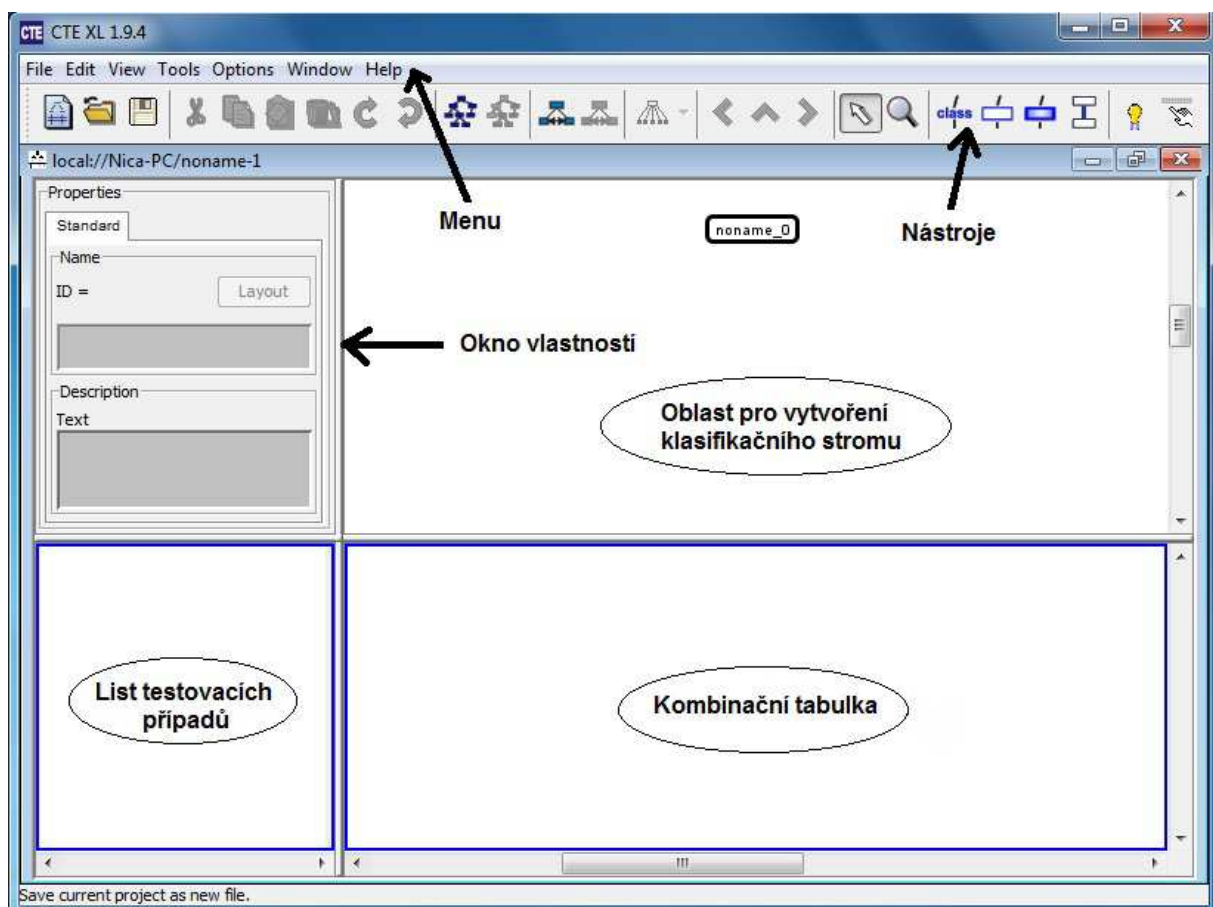 CTE CTE XL 1.9.4
File Edit View Tools Options Window Help
class
local://Nica-PC/noname-1
Properties
Standard
Name
ID =
Layout
Description
Text
Menu
noname_0
Nástroje
Okno vlastností
Oblast pro vytvoření
klasifikačního stromu
List testovacích
případů
Kombinační tabulka
Save current project as new file.